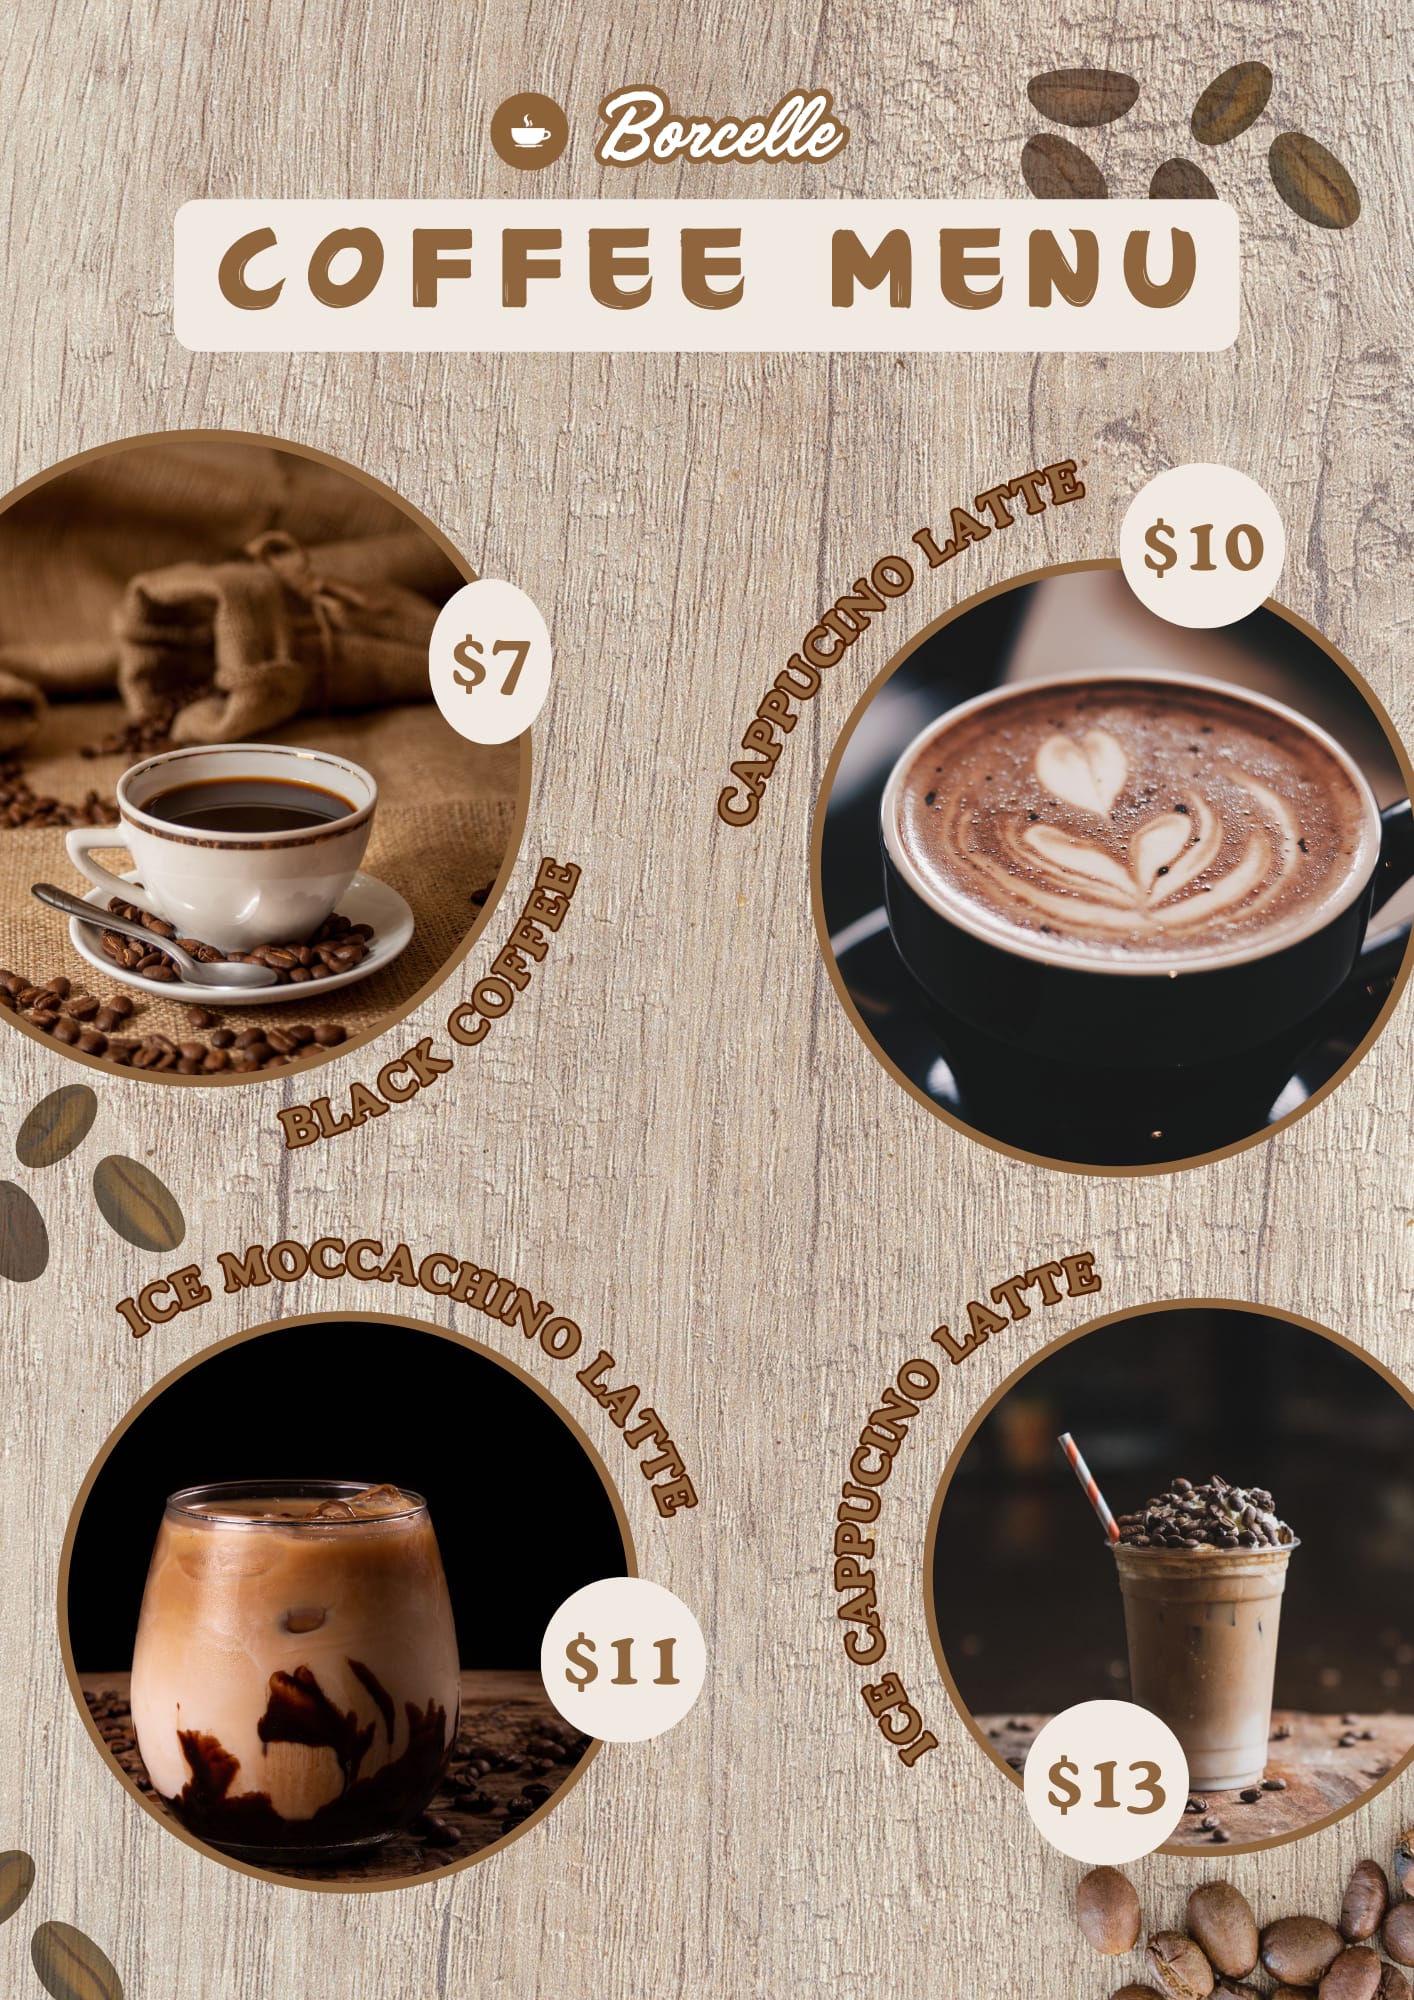 Borcelle
COFFEE MENU
$7
BLACK COFFEE
CAPPUCINO LATTE
$10
ICE MOCCACHINO LATTE
$11
ICE CAPPUCINO LATTE
$13